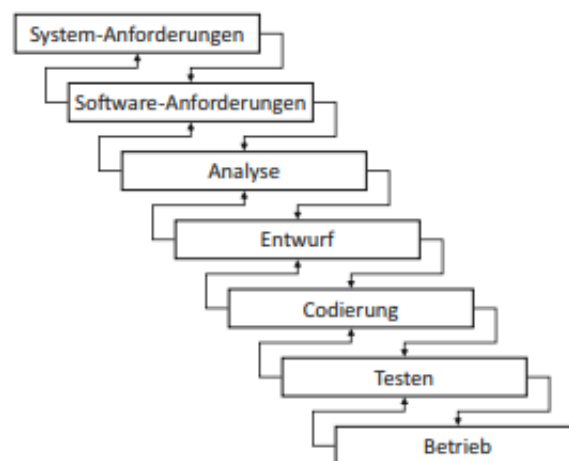 System-Anforderungen
Software-Anforderungen
Analyse
Entwurf
Codierung
Testen
Betrieb